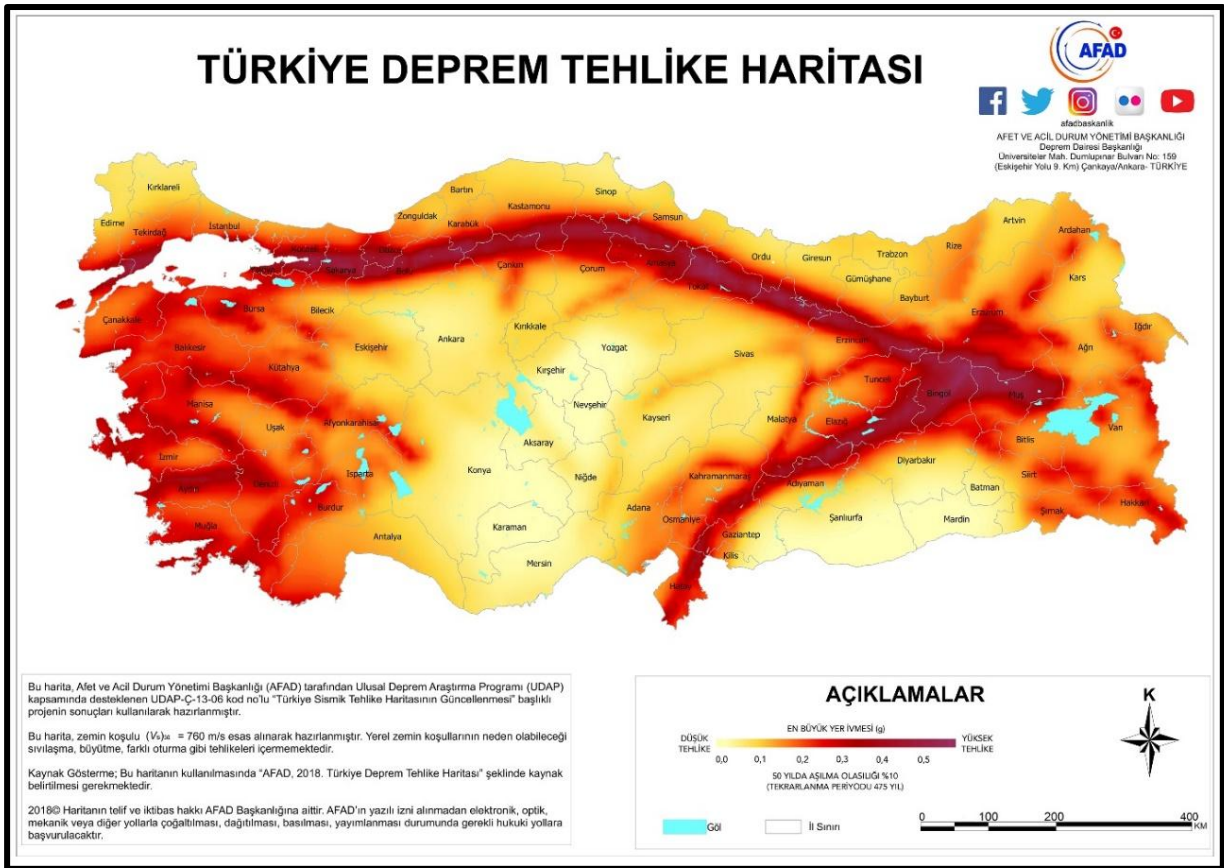 TÜRKİYE DEPREM TEHLİKE HARİTASI
AFAD
afadbaskanlik
AFET VE ACİL DURUM YÖNETİMİ BAŞKANLIĞI
Deprem Dairesi Başkanlığı
Üniversiteler Mah. Dumlupınar Bulvarı No: 159
(Eskişehir Yolu 9. Km) Çankaya/Ankara- TÜRKİYE
Kırklareli
Edirne
Tekirdağ
İstanbul
Zonguldak
Bartın
Karabük
Kastamonu
Sinop
Samsun
Ordu
Giresun
Trabzon
Rize
Artvin
Ardahan
Kars
Gümüşhane
Bayburt
Erzurum
Iğdır
Ağrı
Sakarya
Bolu
Çankırı
Çorum
Amasya
Tokat
Çanakkale
Bursa
Bilecik
Balıkesir
Kütahya
Eskişehir
Ankara
Kırıkkale
Kırşehir
Yozgat
Sivas
Erzincan
Tunceli
Bingöl
Muş
Van
Bitlis
Manisa
Uşak
Afyonkarahisar
İzmir
Aydın
Denizli
Isparta
Burdur
Muğla
Antalya
Konya
Aksaray
Nevşehir
Niğde
Kayseri
Malatya
Elazığ
Diyarbakır
Batman
Siirt
Şırnak
Hakkari
Mardin
Şanlıurfa
Adıyaman
Kahramanmaraş
Gaziantep
Kilis
Osmaniye
Adana
Hatay
Karaman
Mersin
Bu harita, Afet ve Acil Durum Yönetimi Başkanlığı (AFAD) tarafından Ulusal Deprem Araştırma Programı (UDAP)
kapsamında desteklenen UDAP-Ç-13-06 kod no'lu "Türkiye Sismik Tehlike Haritasının Güncellenmesi" başlıklı
projenin sonuçları kullanılarak hazırlanmıştır.
Bu harita, zemin koşulu (Vs)30 = 760 m/s esas alınarak hazırlanmıştır. Yerel zemin koşullarının neden olabileceği
sıvılaşma, büyütme, farklı oturma gibi tehlikeleri içermemektedir.
Kaynak Gösterme; Bu haritanın kullanılmasında "AFAD, 2018. Türkiye Deprem Tehlike Haritası" şeklinde kaynak
belirtilmesi gerekmektedir.
2018© Haritanın telif ve iktibas hakkı AFAD Başkanlığına aittir. AFAD'ın yazılı izni alınmadan elektronik, optik,
mekanik veya diğer yollarla çoğaltılması, dağıtılması, basılması, yayımlanması durumunda gerekli hukuki yollara
başvurulacaktır.
AÇIKLAMALAR
EN BÜYÜK YER İVMESİ (g)
DÜŞÜK TEHLİKE
YÜKSEK TEHLİKE
0,0 0,1 0,2 0,3 0,4 0,5
50 YILDA AŞILMA OLASILIĞI %10
(TEKRARLANMA PERİYODU 475 YIL)
Göl
İl Sınırı
K
0 100 200 400
KM